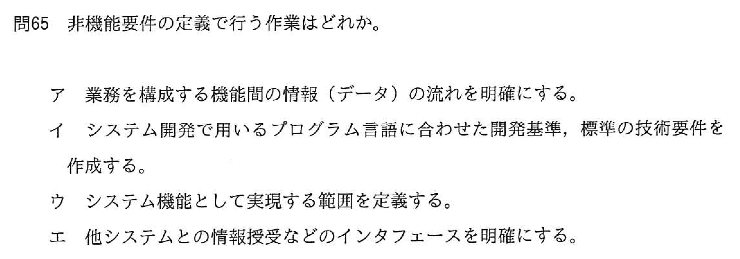 問65 非機能要件の定義で行う作業はどれか。
ア 業務を構成する機能間の情報（データ）の流れを明確にする。
イ システム開発で用いるプログラム言語に合わせた開発基準，標準の技術要件を
作成する。
ウ システム機能として実現する範囲を定義する。
エ 他システムとの情報授受などのインタフェースを明確にする。